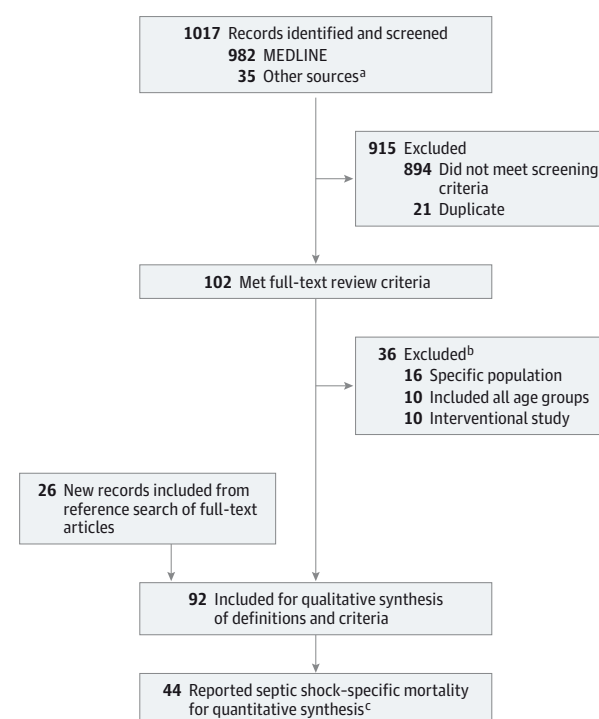 1017 Records identified and screened
982 MEDLINE
35 Other sourcesa
915 Excluded
894 Did not meet screening
criteria
21 Duplicate
102 Met full-text review criteria
36 Excludedb
16 Specific population
10 Included all age groups
10 Interventional study
26 New records included from
reference search of full-text
articles
92 Included for qualitative synthesis
of definitions and criteria
44 Reported septic shock-specific mortality
for quantitative synthesisc